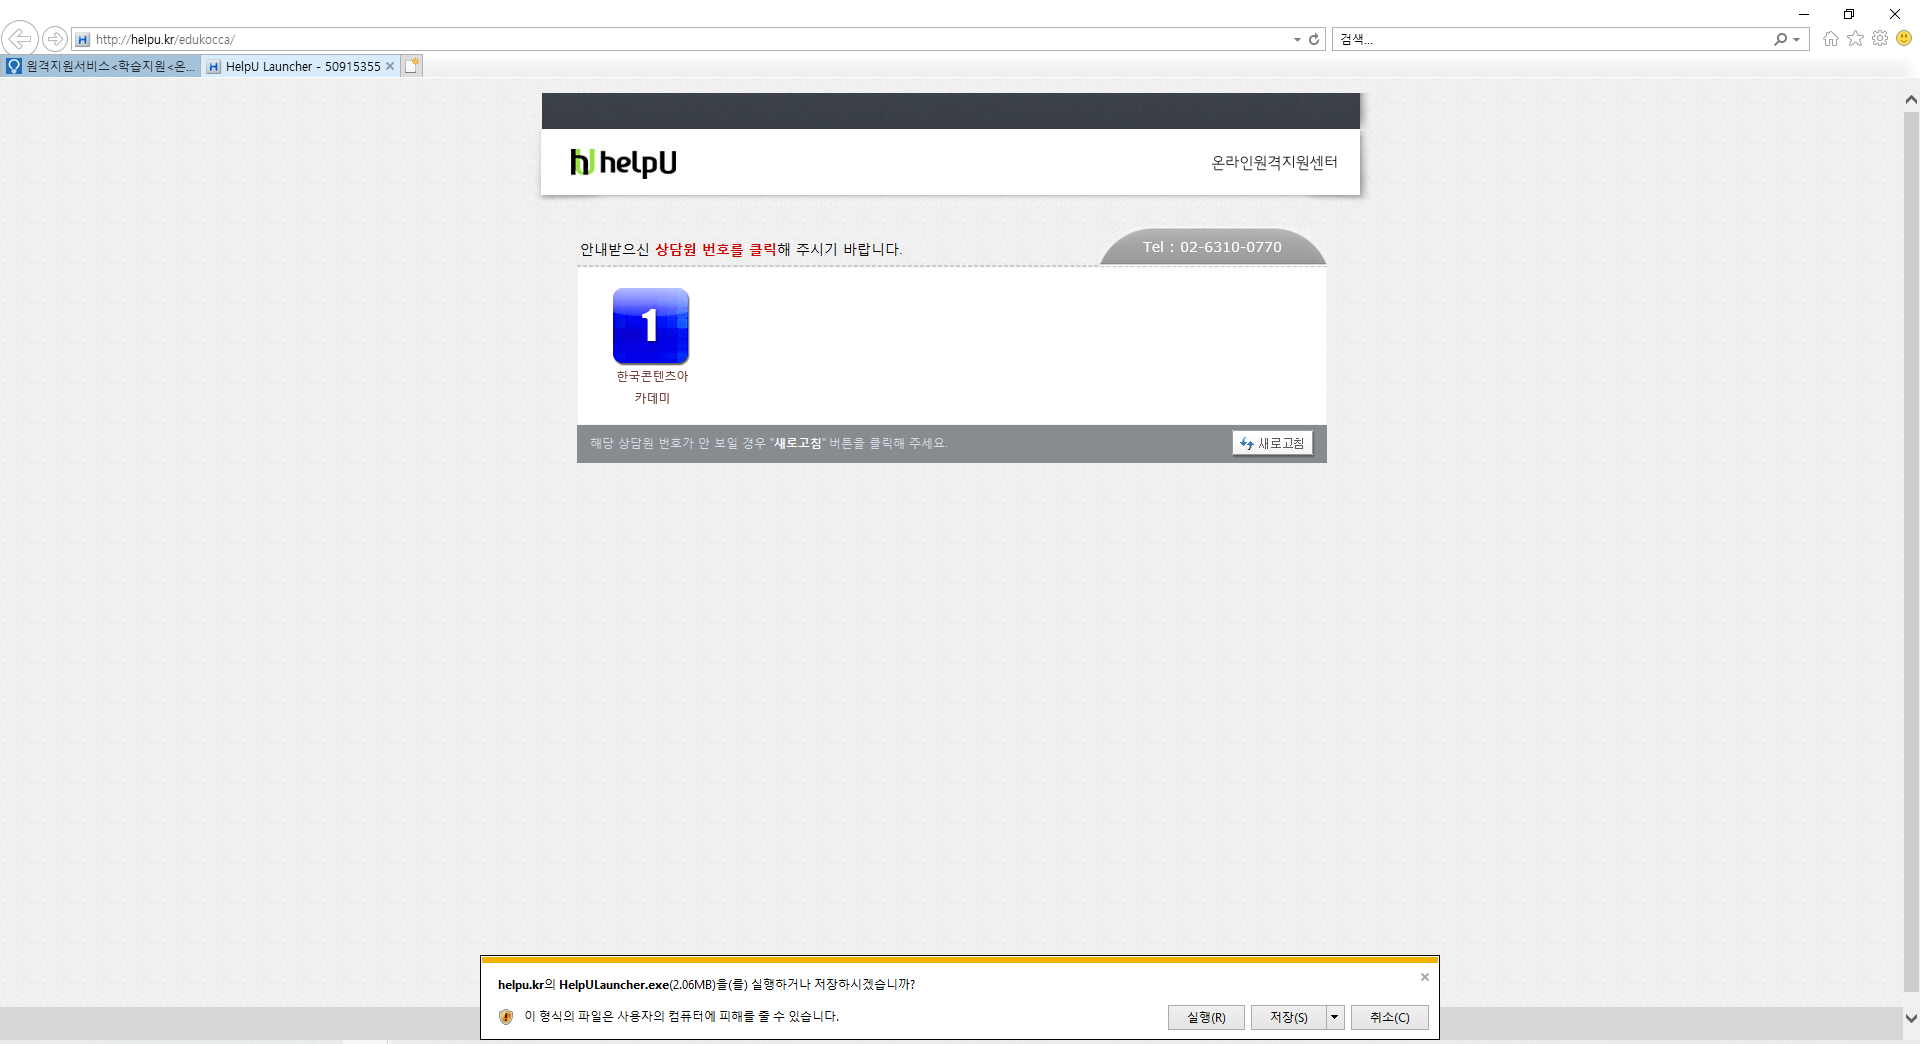 http://helpu.kr/edukocca/
검색...
원격지원서비스<학습지원<온...
HelpU Launcher - 50915355
helpU
온라인원격지원센터
안내받으신 상담원 번호를 클릭해 주시기 바랍니다.
Tel : 02-6310-0770
1
한국콘텐츠아
카데미
해당 상담원 번호가 안 보일 경우 "새로고침" 버튼을 클릭해 주세요.
새로고침
helpu.kr의 HelpULauncher.exe(2.06MB)을(를) 실행하거나 저장하시겠습니까?
이 형식의 파일은 사용자의 컴퓨터에 피해를 줄 수 있습니다.
실행(R)
저장(S)
취소(C)